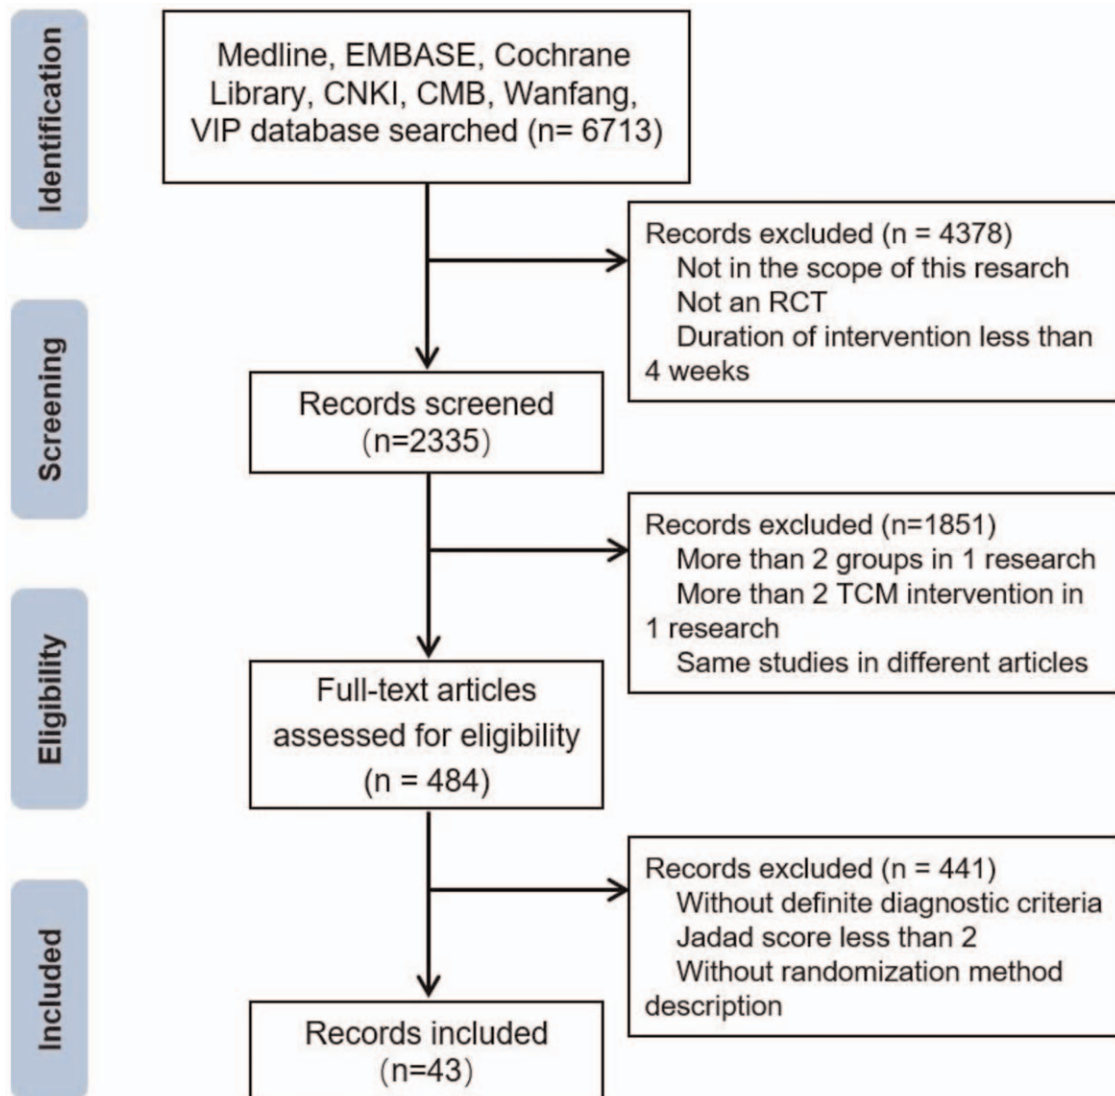 Identification
Medline, EMBASE, Cochrane
Library, CNKI, CMB, Wanfang,
VIP database searched (n= 6713)
Records excluded (n = 4378)
Not in the scope of this resarch
Not an RCT
Duration of intervention less than
4 weeks
Screening
Records screened
(n=2335)
Records excluded (n=1851)
More than 2 groups in 1 research
More than 2 TCM intervention in
1 research
Same studies in different articles
Eligibility
Full-text articles
assessed for eligibility
(n = 484)
Records excluded (n = 441)
Without definite diagnostic criteria
Jadad score less than 2
Without randomization method
description
Included
Records included
(n=43)